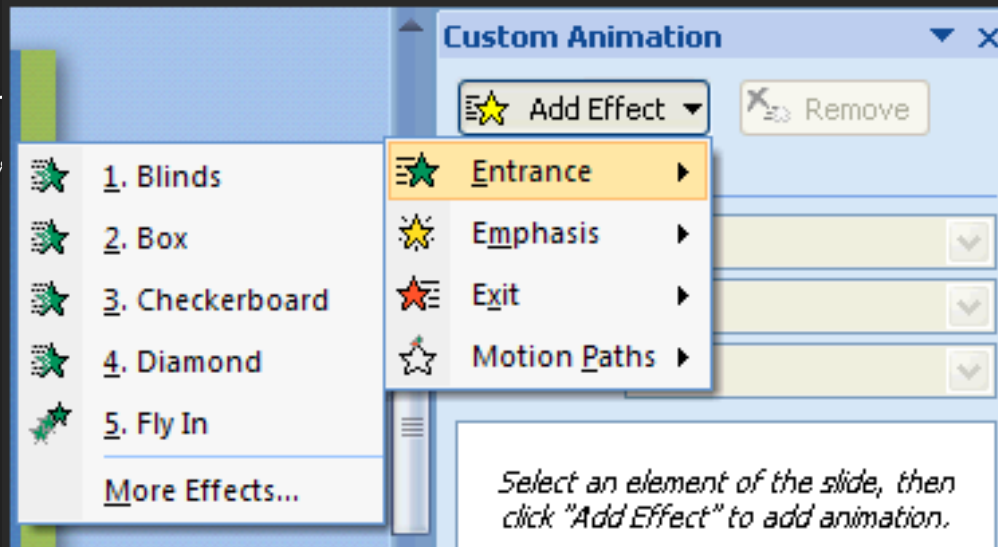 Custom Animation
Add Effect
Remove
Entrance
Emphasis
Exit
Motion Paths
1. Blinds
2. Box
3. Checkerboard
4. Diamond
5. Fly In
More Effects...
Select an element of the slide, then
click "Add Effect" to add animation.